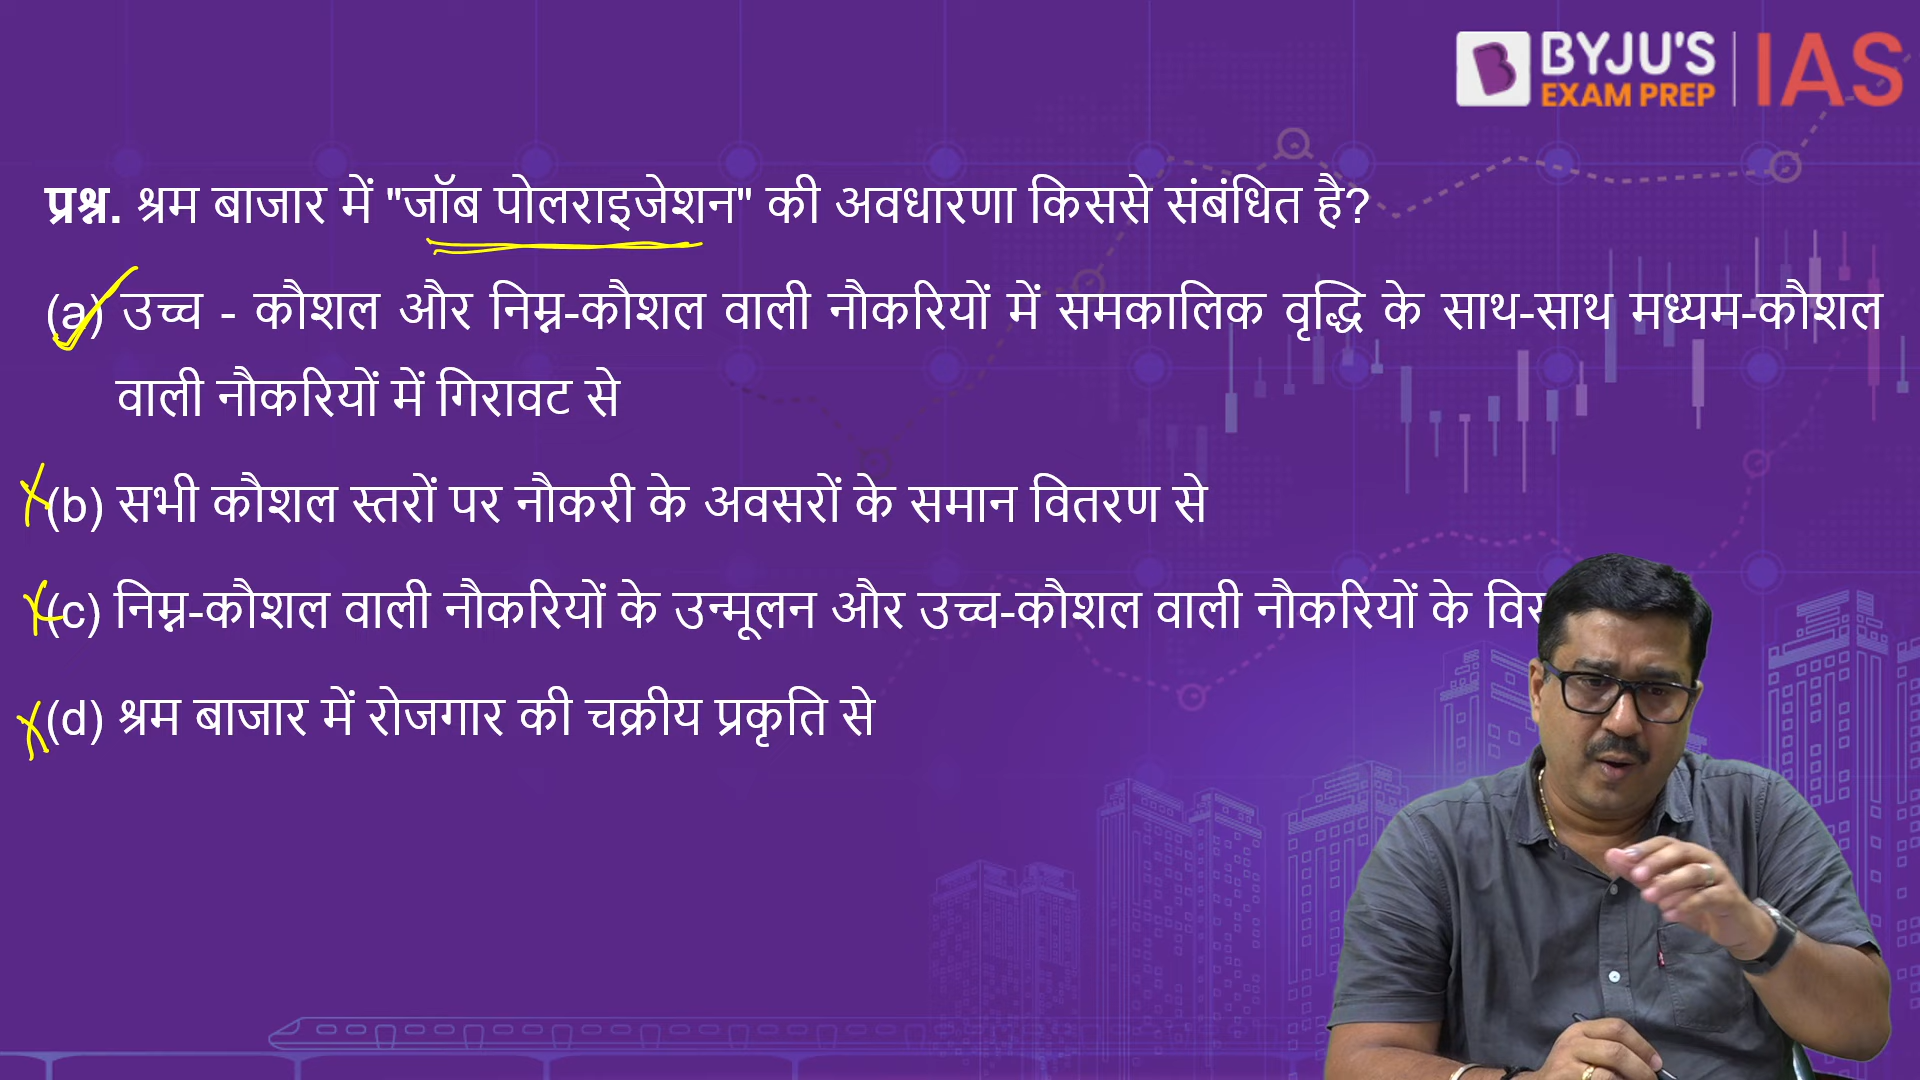 BYJU'S
EXAM PREP
IAS
प्रश्न. श्रम बाजार में "जॉब पोलराइजेशन" की अवधारणा किससे संबंधित है?
(a) उच्च - कौशल और निम्न-कौशल वाली नौकरियों में समकालिक वृद्धि के साथ-साथ मध्यम-कौशल
वाली नौकरियों में गिरावट से
(b) सभी कौशल स्तरों पर नौकरी के अवसरों के समान वितरण से
(c) निम्न-कौशल वाली नौकरियों के उन्मूलन और उच्च-कौशल वाली नौकरियों के
(d) श्रम बाजार में रोजगार की चक्रीय प्रकृति से